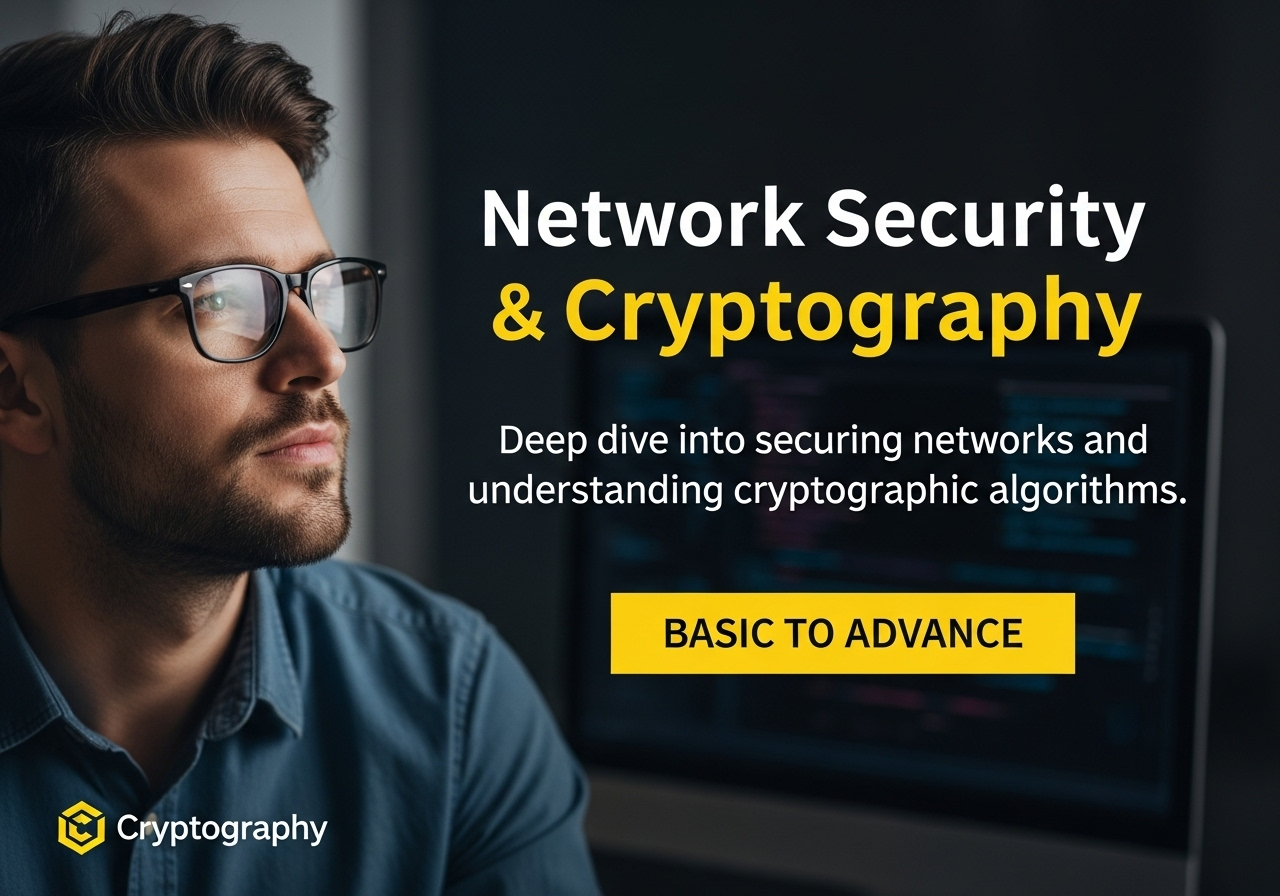 Network Security
& Cryptography
Deep dive into securing networks and
understanding cryptographic algorithms.
BASIC TO ADVANCE
Cryptography